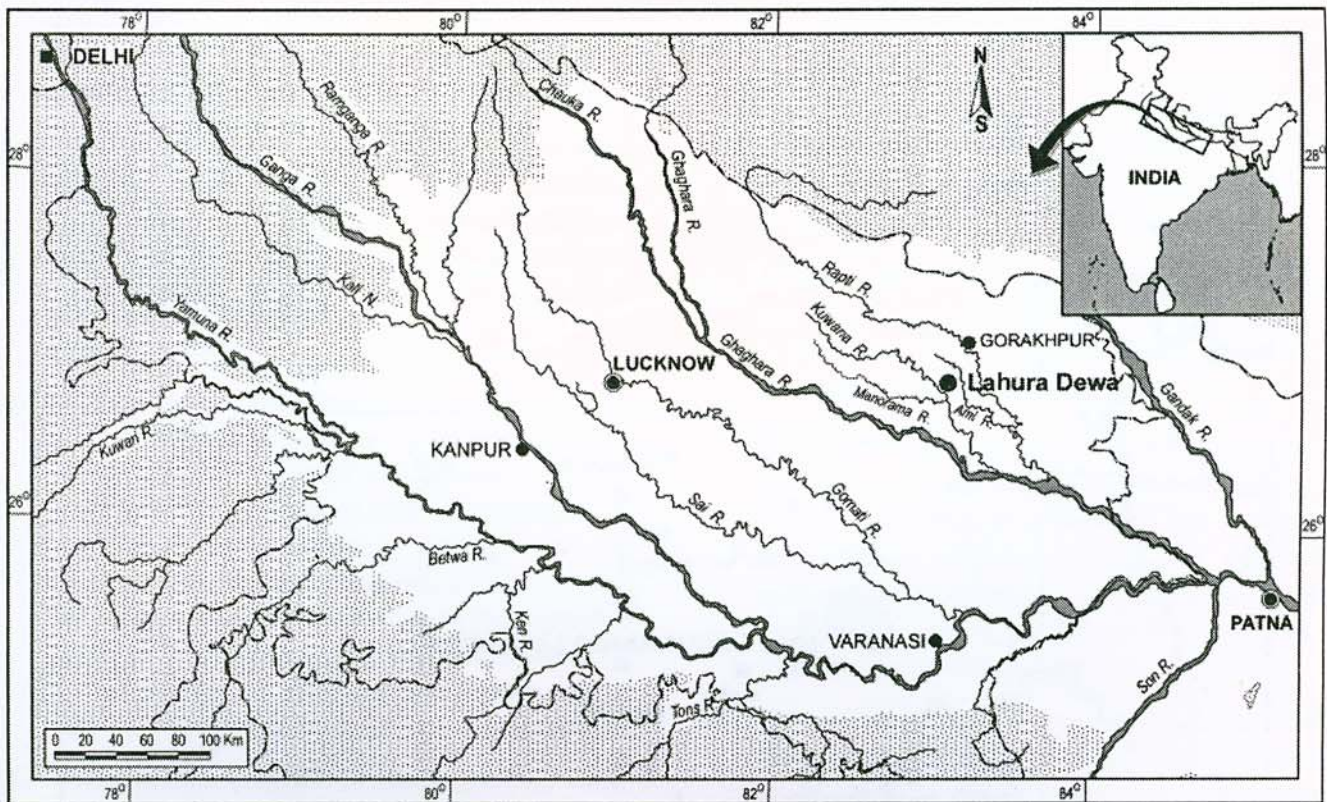 78°
80°
82°
84°
DELHI
Ramganga R.
Chauka R.
N
S
28°
28°
Ganga R.
Ghaghara R.
INDIA
Kali N.
Rapti R.
Yamuna R.
Kuwana R.
GORAKHPUR
LUCKNOW
Ghaghara R.
Lahura Dewa
Manorama R.
Ami R.
Gandak R.
Kuwari R.
KANPUR
26°
26°
Sai R.
Gomati R.
Betwa R.
Ken R.
VARANASI
PATNA
Son R.
Tons R.
0 20 40 60 80 100 Km
78°
80°
82°
84°